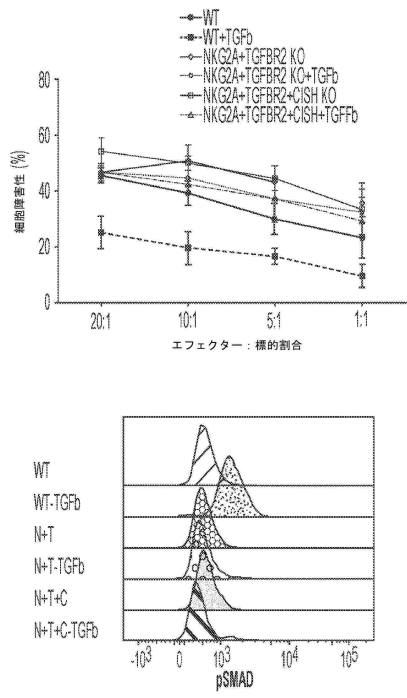 WT
WT+TGFb
NKG2A+TGFBR2 KO
NKG2A+TGFBR2 KO+TGFb
NKG2A+TGFBR2+CISH KO
NKG2A+TGFBR2+CISH+TGFFb
細胞障害性 (%)
80
60
40
20
0
20:1
10:1
5:1
1:1
エフェクター：標的割合
WT
WT-TGFb
N+T
N+T-TGFb
N+T+C
N+T+C-TGFb
-10³
0
10³
10⁴
10⁵
pSMAD